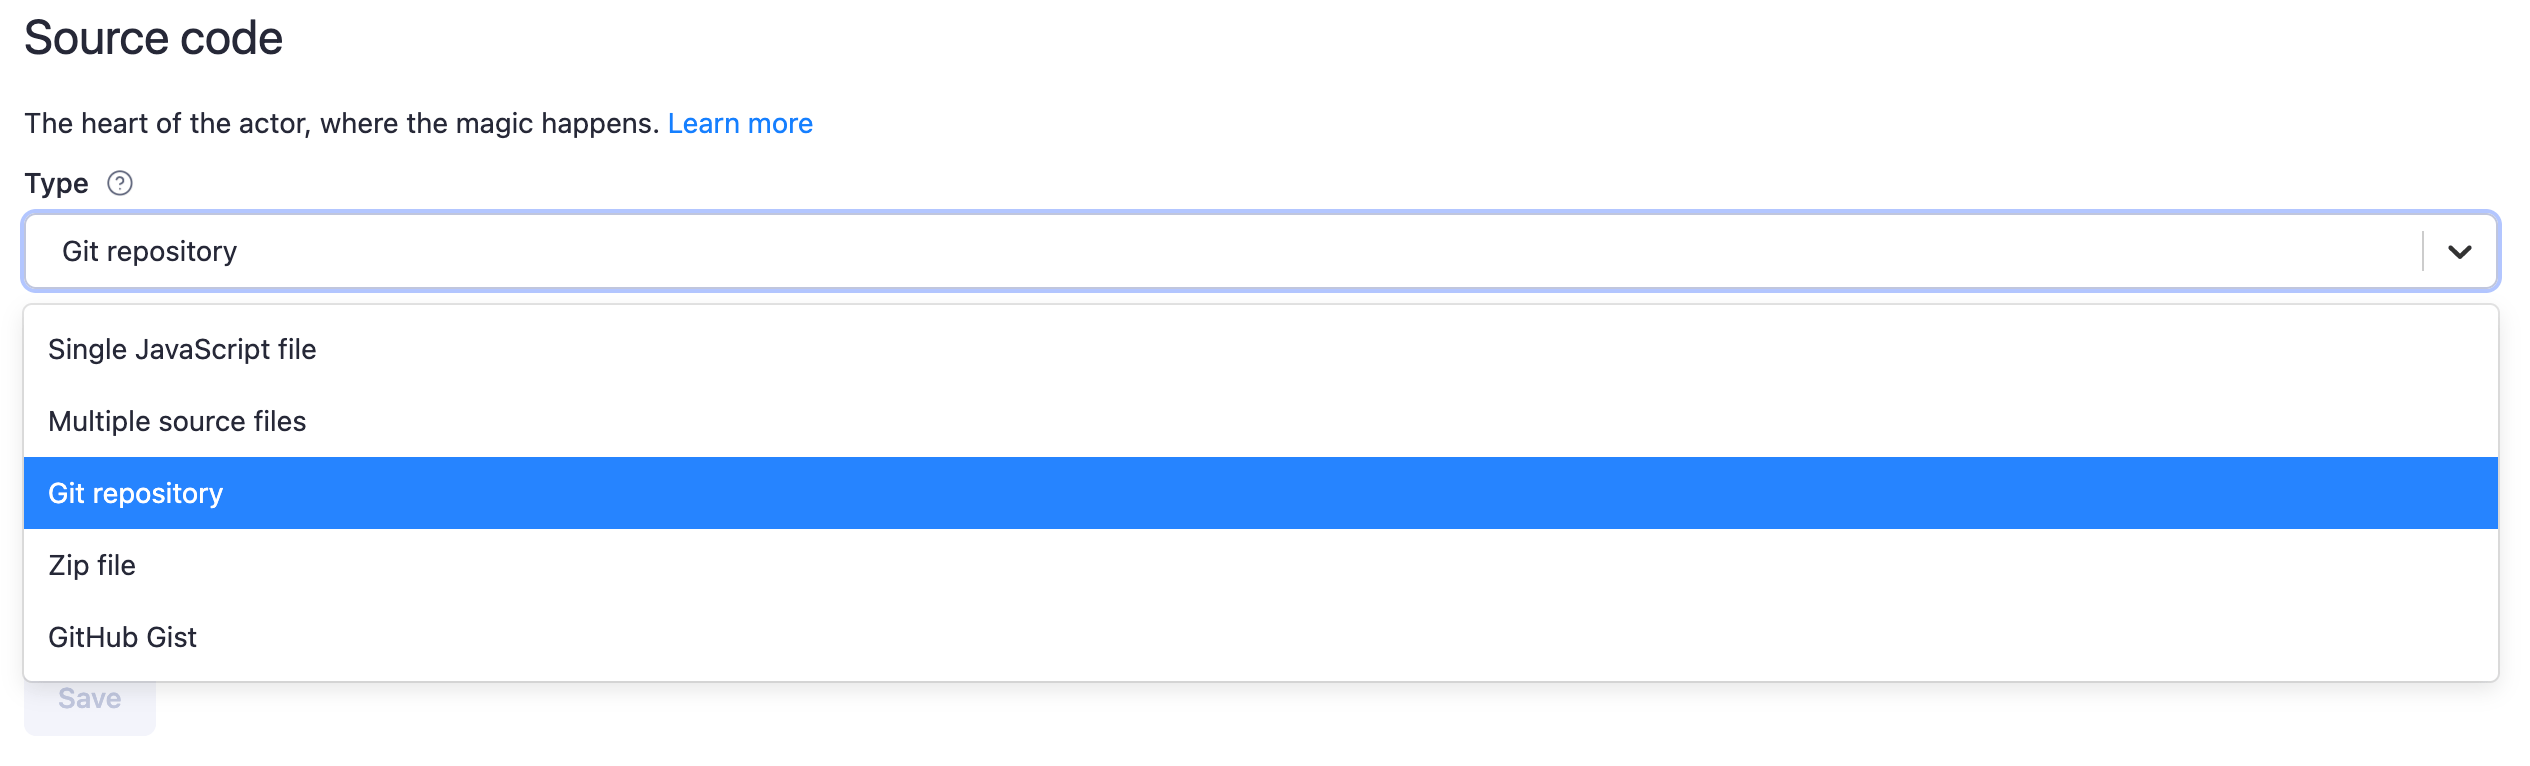 Source code
The heart of the actor, where the magic happens. Learn more
Type ?
Git repository
Single JavaScript file
Multiple source files
Git repository
Zip file
GitHub Gist
Save